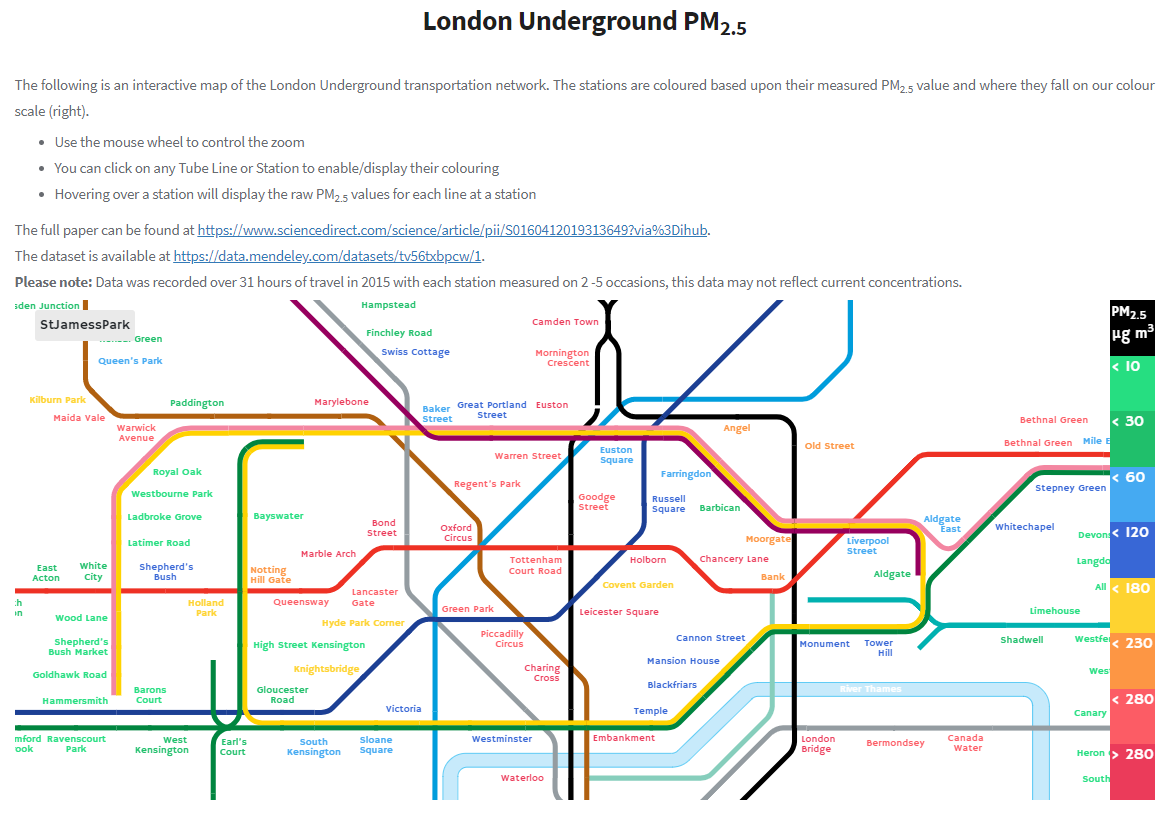 London Underground PM2.5
The following is an interactive map of the London Underground transportation network. The stations are coloured based upon their measured PM2.5 value and where they fall on our colour
scale (right).
• Use the mouse wheel to control the zoom
• You can click on any Tube Line or Station to enable/display their colouring
• Hovering over a station will display the raw PM2.5 values for each line at a station
The full paper can be found at https://www.sciencedirect.com/science/article/pii/S0160412019313649?via%3Dihub.
The dataset is available at https://data.mendeley.com/datasets/tv56txbpcw/1.
Please note: Data was recorded over 31 hours of travel in 2015 with each station measured on 2 -5 occasions, this data may not reflect current concentrations.
sden Junction
StJamessPark
Green
Queen's Park
Kilburn Park
Maida Vale
Warwick
Avenue
Paddington
Marylebone
Hampstead
Finchley Road
Swiss Cottage
Baker
Street
Great Portland
Street
Euston
Camden Town
Mornington
Crescent
Warren Street
Euston
Square
Angel
Old Street
Farringdon
Barbican
Moorgate
Royal Oak
Westbourne Park
Ladbroke Grove
Latimer Road
Bayswater
Regent's Park
Goodge
Street
Russell
Square
Bond
Street
Oxford
Circus
Marble Arch
Tottenham
Court Road
Holborn
Chancery Lane
Covent Garden
Bank
Liverpool
Street
Aldgate
East
Aldgate
Whitechapel
Stepney Green
Bethnal Green
Bethnal Green
Mile E
East
Acton
White
City
Shepherd's
Bush
Notting
Hill Gate
Holland
Park
Queensway
Lancaster
Gate
Hyde Park Corner
Green Park
Leicester Square
Piccadilly
Circus
Cannon Street
Mansion House
Blackfriars
Temple
Monument
Tower
Hill
Shadwell
Limehouse
Devons
Langdo
All
Westfe
Wes
Canary
Heron
South
Wood Lane
Shepherd's
Bush Market
Goldhawk Road
Hammersmith
High Street Kensington
Knightsbridge
Barons
Court
Gloucester
Road
Victoria
Charing
Cross
River Thames
mford
ook
Ravenscourt
Park
West
Kensington
Earl's
Court
South
Kensington
Sloane
Square
Westminster
Embankment
Waterloo
London
Bridge
Bermondsey
Canada
Water
PM2.5
µg m3
< 10
< 30
< 60
< 120
< 180
< 230
< 280
> 280